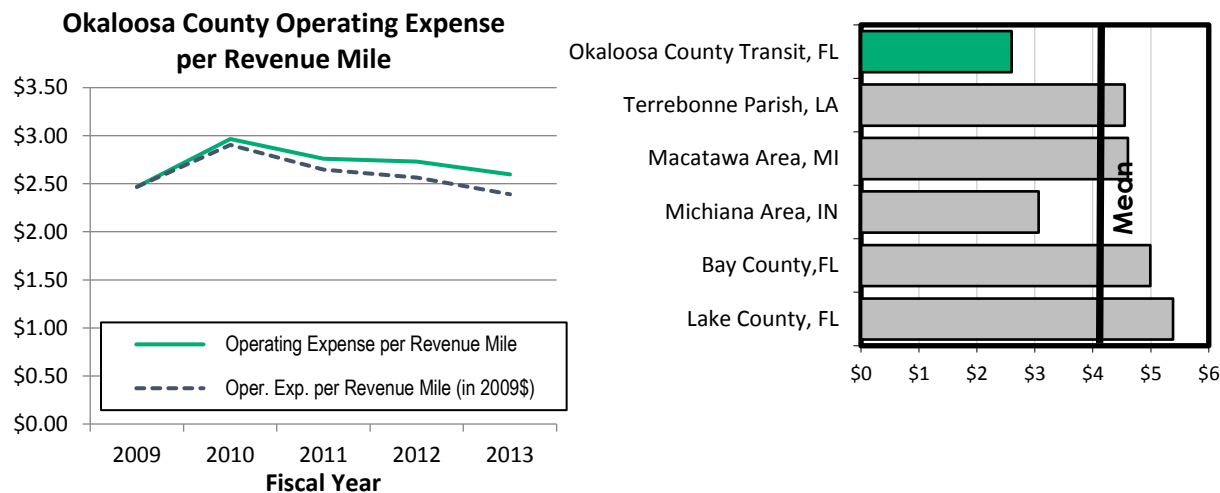 Okaloosa County Operating Expense
per Revenue Mile
$3.50
$3.00
$2.50
$2.00
$1.50
$1.00
$0.50
$0.00
Operating Expense per Revenue Mile
Oper. Exp. per Revenue Mile (in 2009$)
2009 2010 2011 2012 2013
Fiscal Year
Okaloosa County Transit, FL
Terrebonne Parish, LA
Macatawa Area, MI
Michiana Area, IN
Bay County,FL
Lake County, FL
Mean
$0 $1 $2 $3 $4 $5 $6